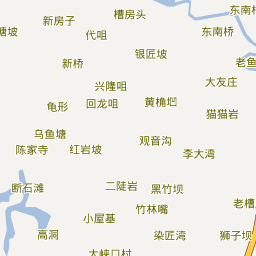 槽房头
东南村
新房子
塘坡
代咀
东南桥
银匠坡
新桥
老鱼
大友庄
兴隆咀
龟形
回龙咀
黄桷埊
猫猫岩
乌鱼塘
观音沟
陈家寺
红岩坡
李大湾
断石滩
二陡岩
黑竹坝
老槽
竹林嘴
小屋基
高洞
染匠湾
狮子坝
大峡口村